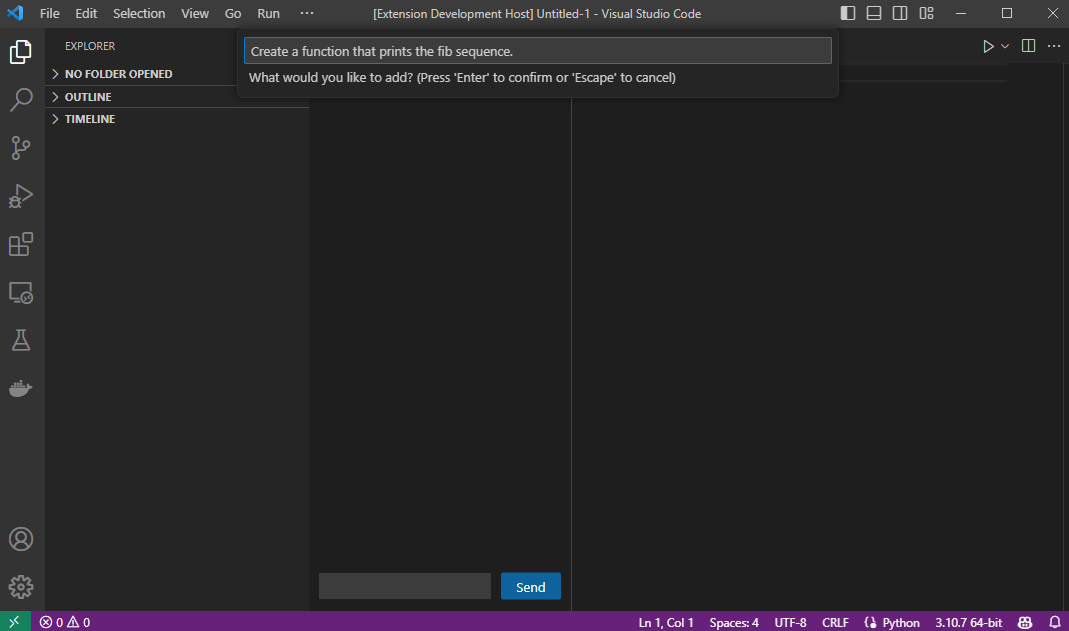 File Edit Selection View Go Run ··· [Extension Development Host] Untitled-1 - Visual Studio Code
EXPLORER
Create a function that prints the fib sequence.
What would you like to add? (Press 'Enter' to confirm or 'Escape' to cancel)
NO FOLDER OPENED
OUTLINE
TIMELINE
Send
0 0 Ln 1, Col 1 Spaces: 4 UTF-8 CRLF Python 3.10.7 64-bit